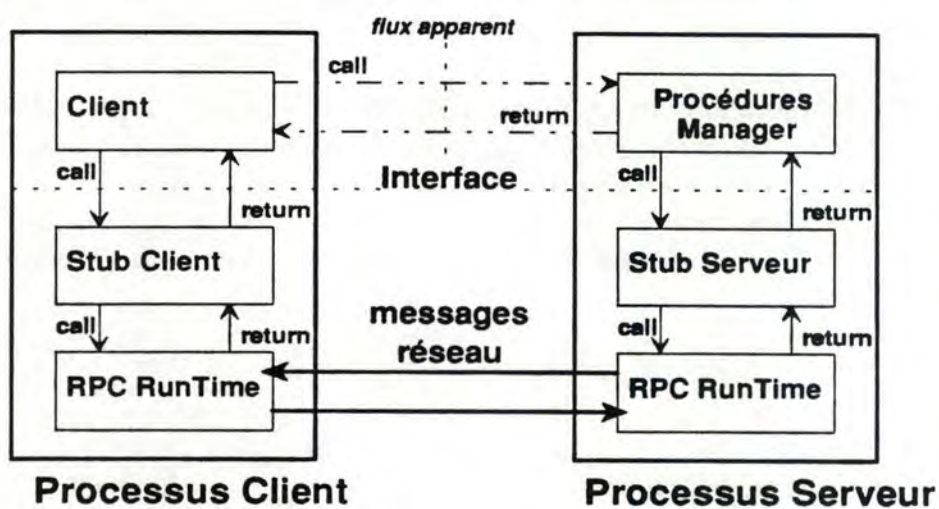 flux apparent
call
Client
Procédures
Manager
return
call
Interface
call
return
return
Stub Client
Stub Serveur
messages
réseau
call
return
call
return
RPC RunTime
RPC RunTime
Processus Client
Processus Serveur